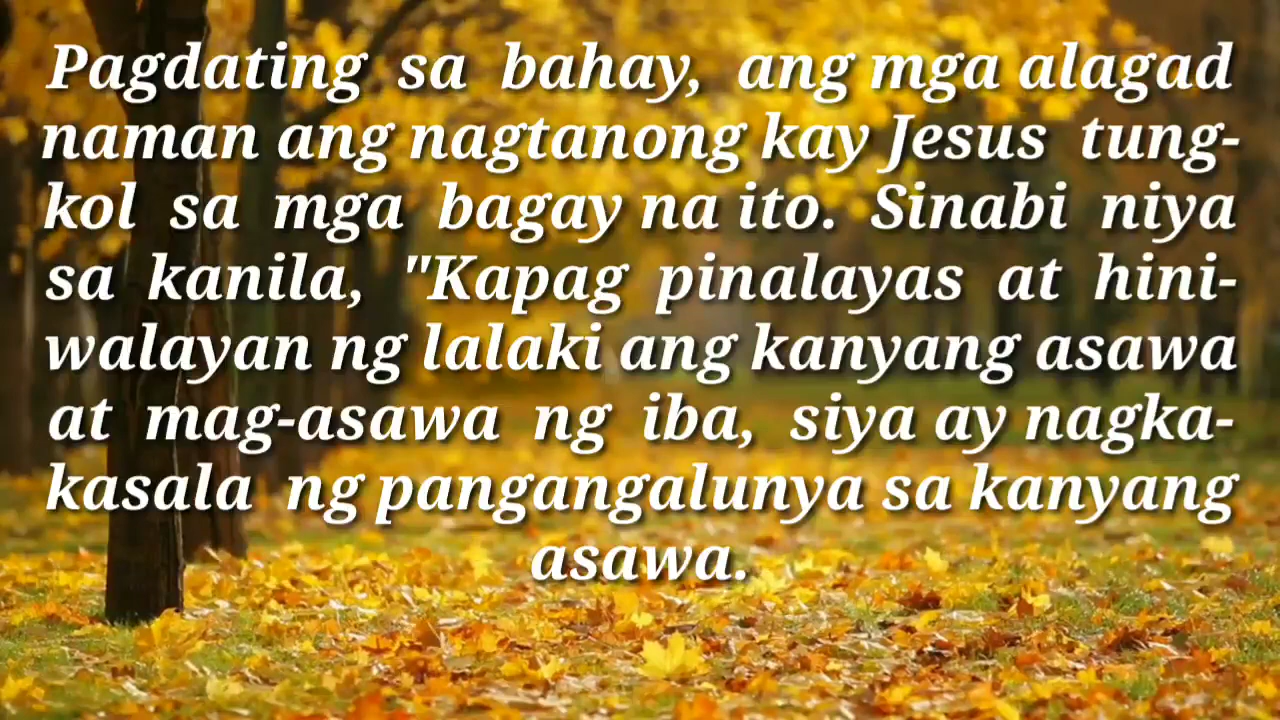 Pagdating sa bahay, ang mga alagad
naman ang nagtanong kay Jesus tung-
kol sa mga bagay na ito. Sinabi niya
sa kanila, "Kapag pinalayas at hini-
walayan ng lalaki ang kanyang asawa
at mag-asawa ng iba, siya ay nagka-
kasala ng pangangalunya sa kanyang
asawa.